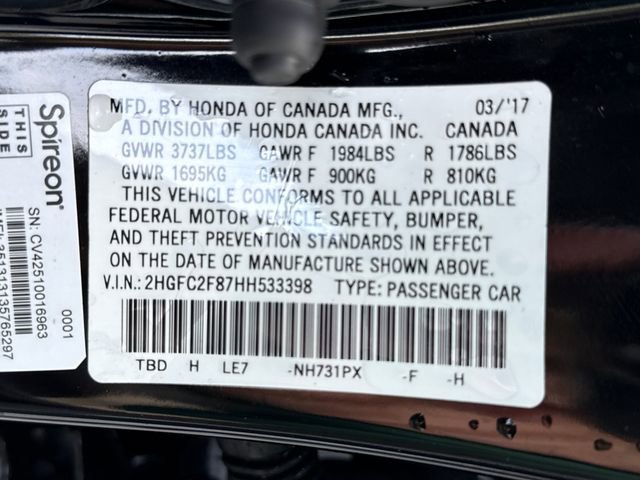 MFD. BY HONDA OF CANADA MFG., 03/'17
A DIVISION OF HONDA CANADA INC. CANADA
GVWR 3737LBS GAWR F 1984LBS R 1786LBS
GVWR 1695KG GAWR F 900KG R 810KG
THIS VEHICLE CONFORMS TO ALL APPLICABLE
FEDERAL MOTOR VEHICLE SAFETY, BUMPER,
AND THEFT PREVENTION STANDARDS IN EFFECT
ON THE DATE OF MANUFACTURE SHOWN ABOVE.
V.I.N.: 2HGFC2F87HH533398 TYPE: PASSENGER CAR
TBD H LE7 -NH731PX -F -H
THIS
SIDE
Spireon
SN: CV42510016963
0001
351313135765297